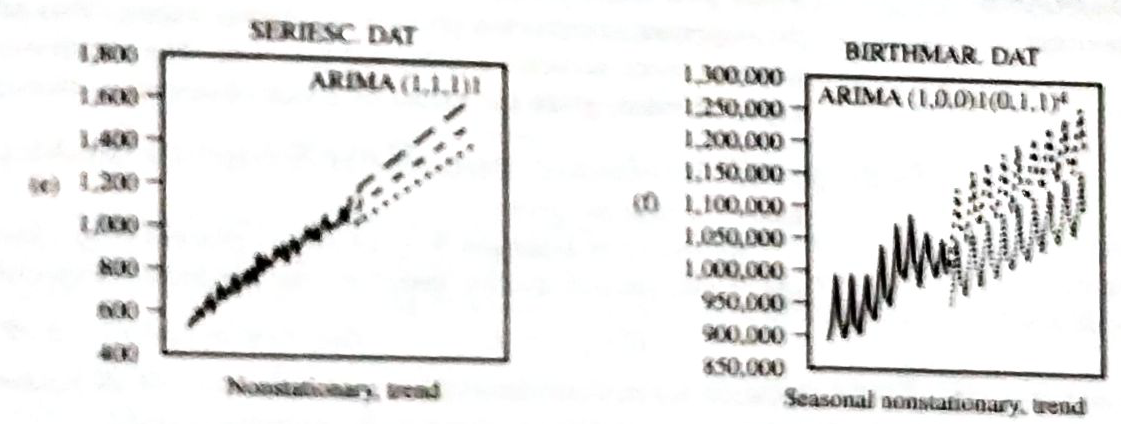 SERIESC. DAT
ARIMA (1,1,1)1
1,800
1,600
1,400
1,200
1,000
800
600
400
(e)
Nonstationary, trend
BIRTHMAR. DAT
ARIMA (1,0,0)1(0,1,1)⁴
1,300,000
1,250,000
1,200,000
1,150,000
1,100,000
1,050,000
1,000,000
950,000
900,000
850,000
(f)
Seasonal nonstationary, trend